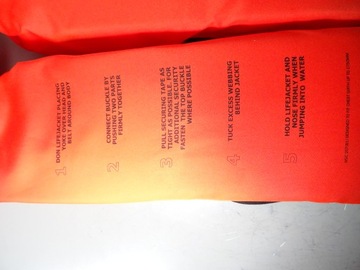 1
DON LIFEJACKET PLACING
YOKE OVER HEAD AND
BELT AROUND BODY
2
CONNECT BUCKLE BY
PUSHING TWO PARTS
FIRMLY TOGETHER
3
PULL SECURING TAPE AS
TIGHT AS POSSIBLE. FOR
ADDITIONAL SECURITY
FASTEN THE TOP BUCKLE
WHERE POSSIBLE
4
TUCK EXCESS WEBBING
BEHIND JACKET
5
HOLD LIFEJACKET AND
NOSE FIRMLY WHEN
JUMPING INTO WATER